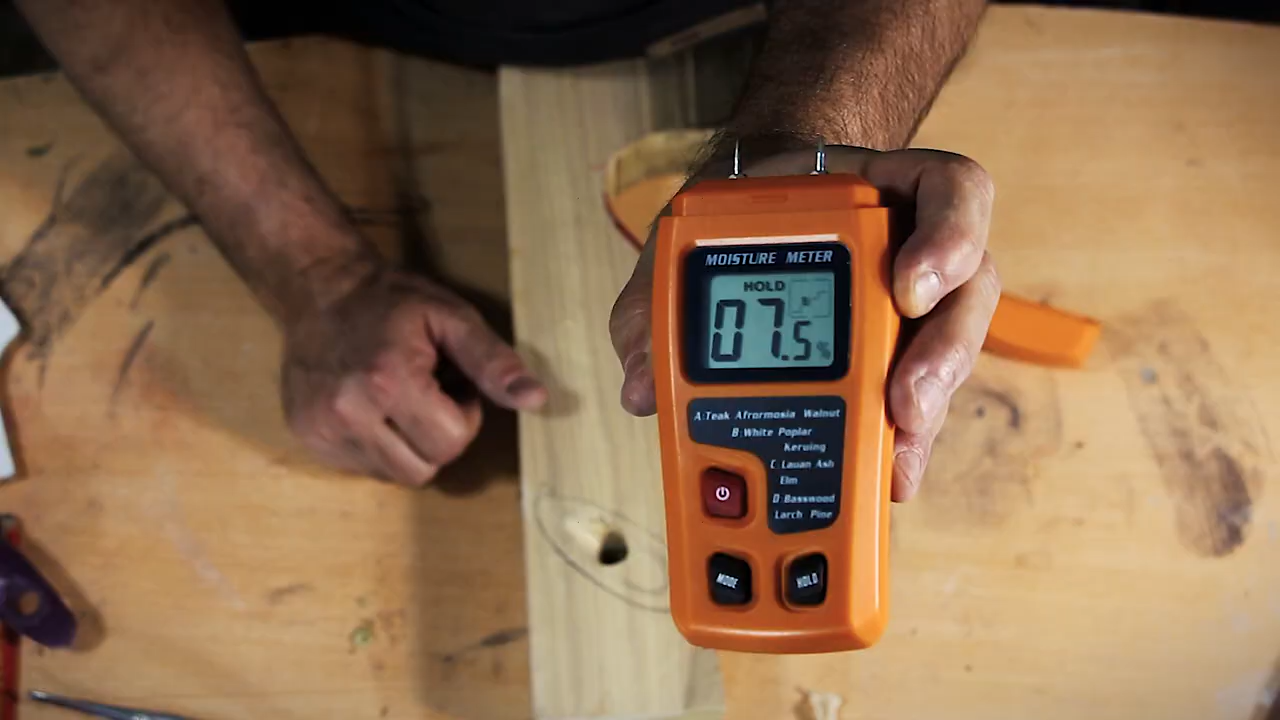 MOISTURE METER
HOLD
07.5 %
A:Teak Afrormosia Walnut
B:White Poplar
Keruing
C:Lauan Ash
Elm
D:Basswood
Larch Pine
MODE
HOLD